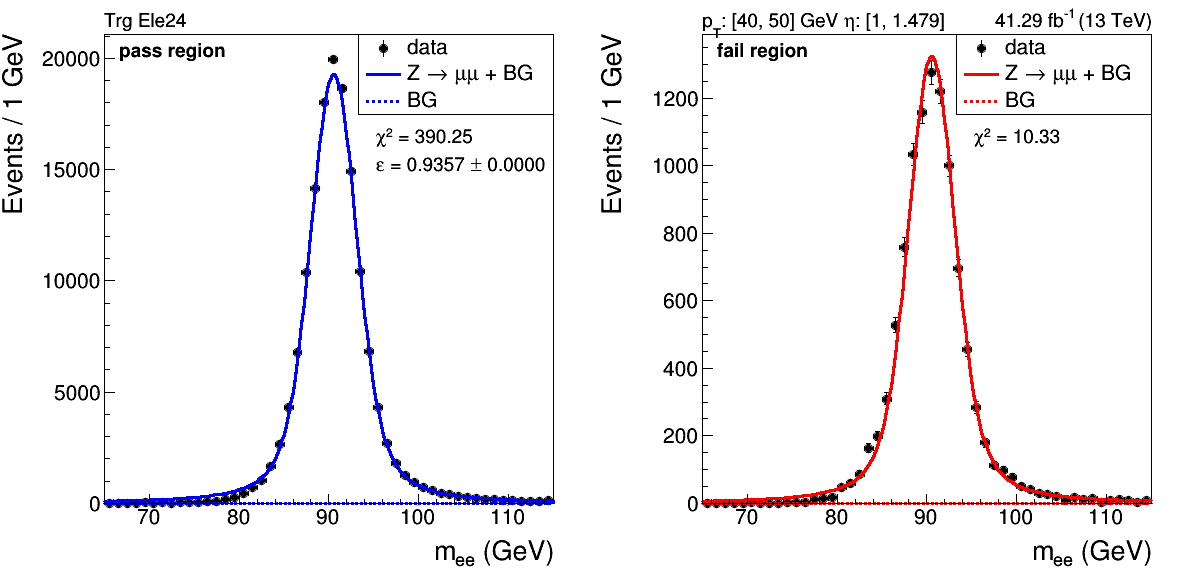 Trg Ele24
pass region
data
Z → μμ + BG
BG
χ² = 390.25
ε = 0.9357 ± 0.0000
Events / 1 GeV
20000
15000
10000
5000
0
70 80 90 100 110
m_ee (GeV)
p_T: [40, 50] GeV η: [1, 1.479] 41.29 fb⁻¹ (13 TeV)
fail region
data
Z → μμ + BG
BG
χ² = 10.33
Events / 1 GeV
1200
1000
800
600
400
200
0
70 80 90 100 110
m_ee (GeV)